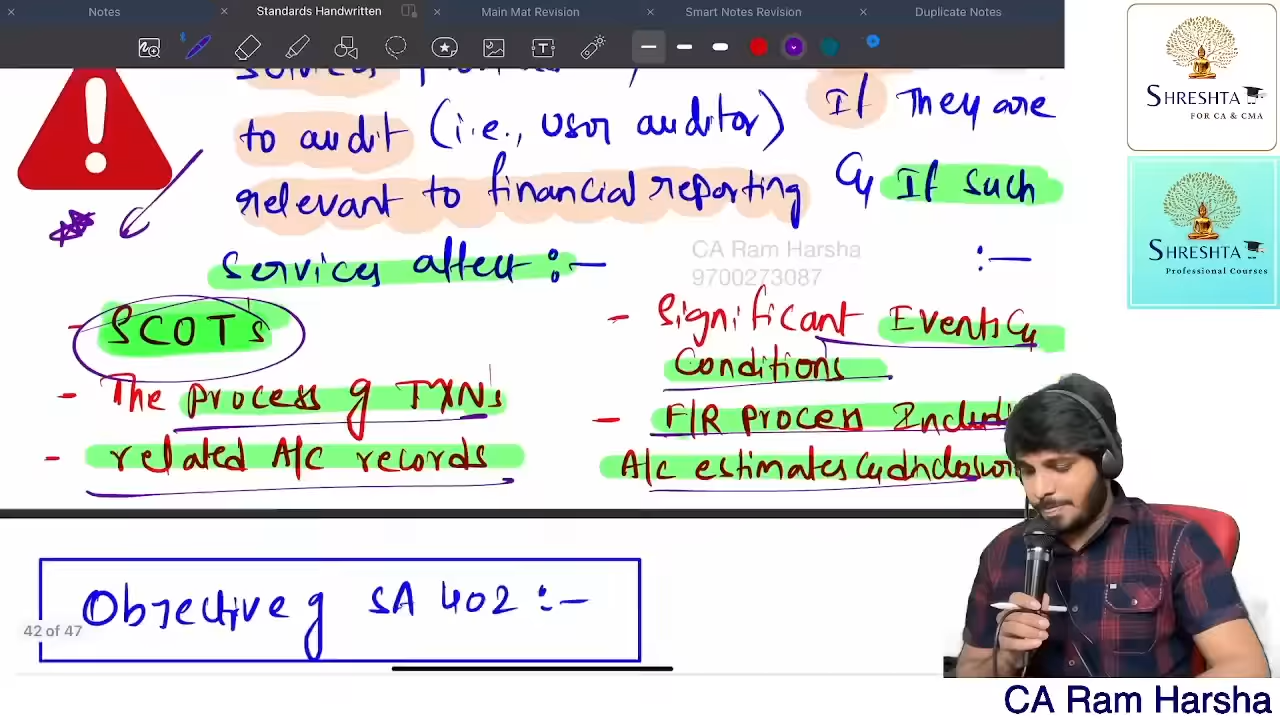 Notes
Standards Handwritten
Main Mat Revision
Smart Notes Revision
Duplicate Notes
to audit (i.e., user auditor)
relevant to financial reporting
services affect :-
- SCOT's
- The process of TXN's
- related A/c records
If They are
If such
:-
- Significant Events
Conditions
- F/R process
A/c estimates
CA Ram Harsha
9700273087
Objective of SA 402 :-
42 of 47
SHRESHTA
FOR CA & CMA
SHRESHTA
Professional Courses
CA Ram Harsha